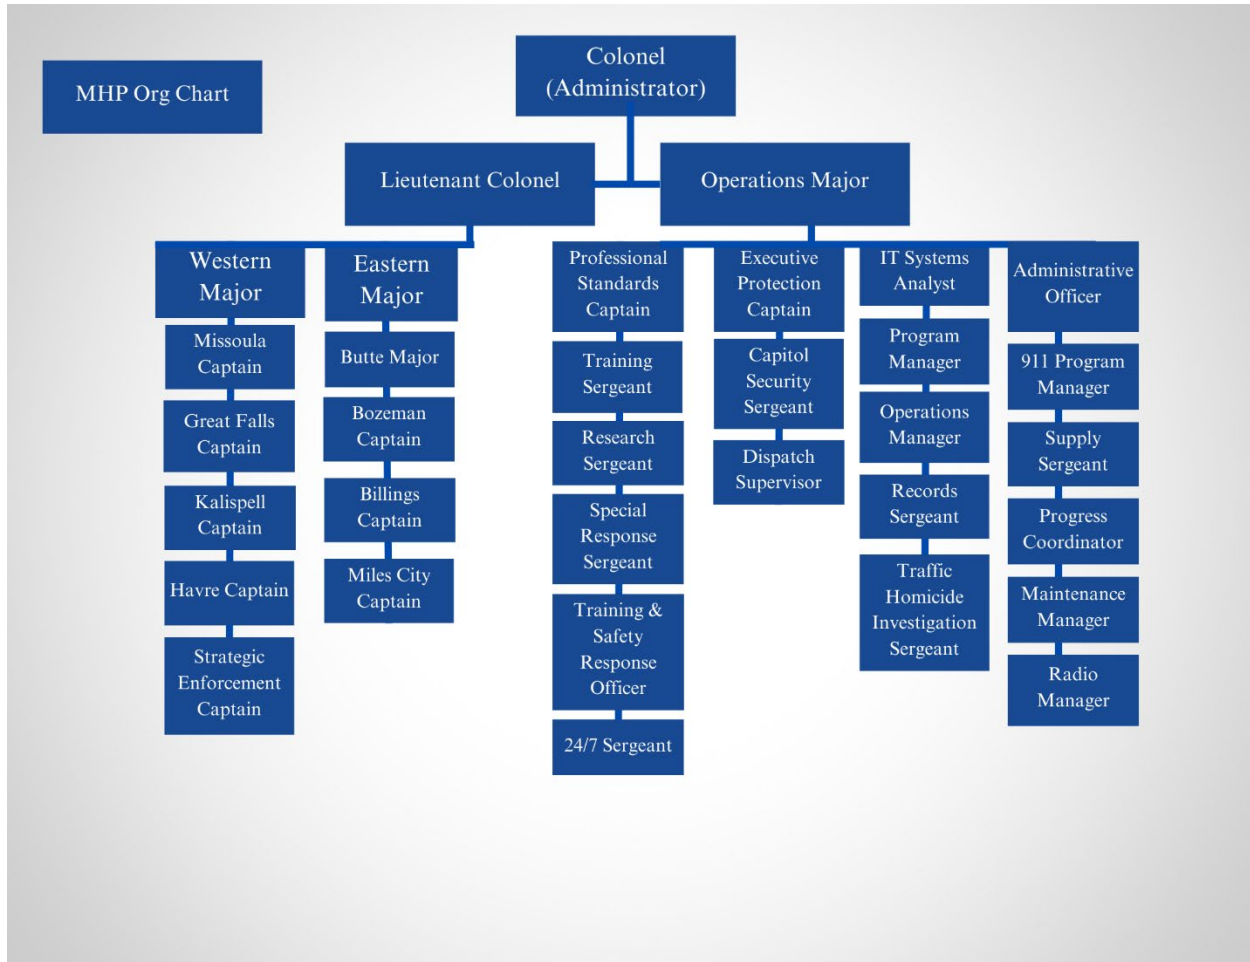 MHP Org Chart
Colonel
(Administrator)
Lieutenant Colonel
Operations Major
Western
Major
Missoula
Captain
Great Falls
Captain
Kalispell
Captain
Havre Captain
Strategic
Enforcement
Captain
Eastern
Major
Butte Major
Bozeman
Captain
Billings
Captain
Miles City
Captain
Professional
Standards
Captain
Training
Sergeant
Research
Sergeant
Special
Response
Sergeant
Training &
Safety
Response
Officer
24/7 Sergeant
Executive
Protection
Captain
Capitol
Security
Sergeant
Dispatch
Supervisor
IT Systems
Analyst
Program
Manager
Operations
Manager
Records
Sergeant
Traffic
Homicide
Investigation
Sergeant
Administrative
Officer
911 Program
Manager
Supply
Sergeant
Progress
Coordinator
Maintenance
Manager
Radio
Manager